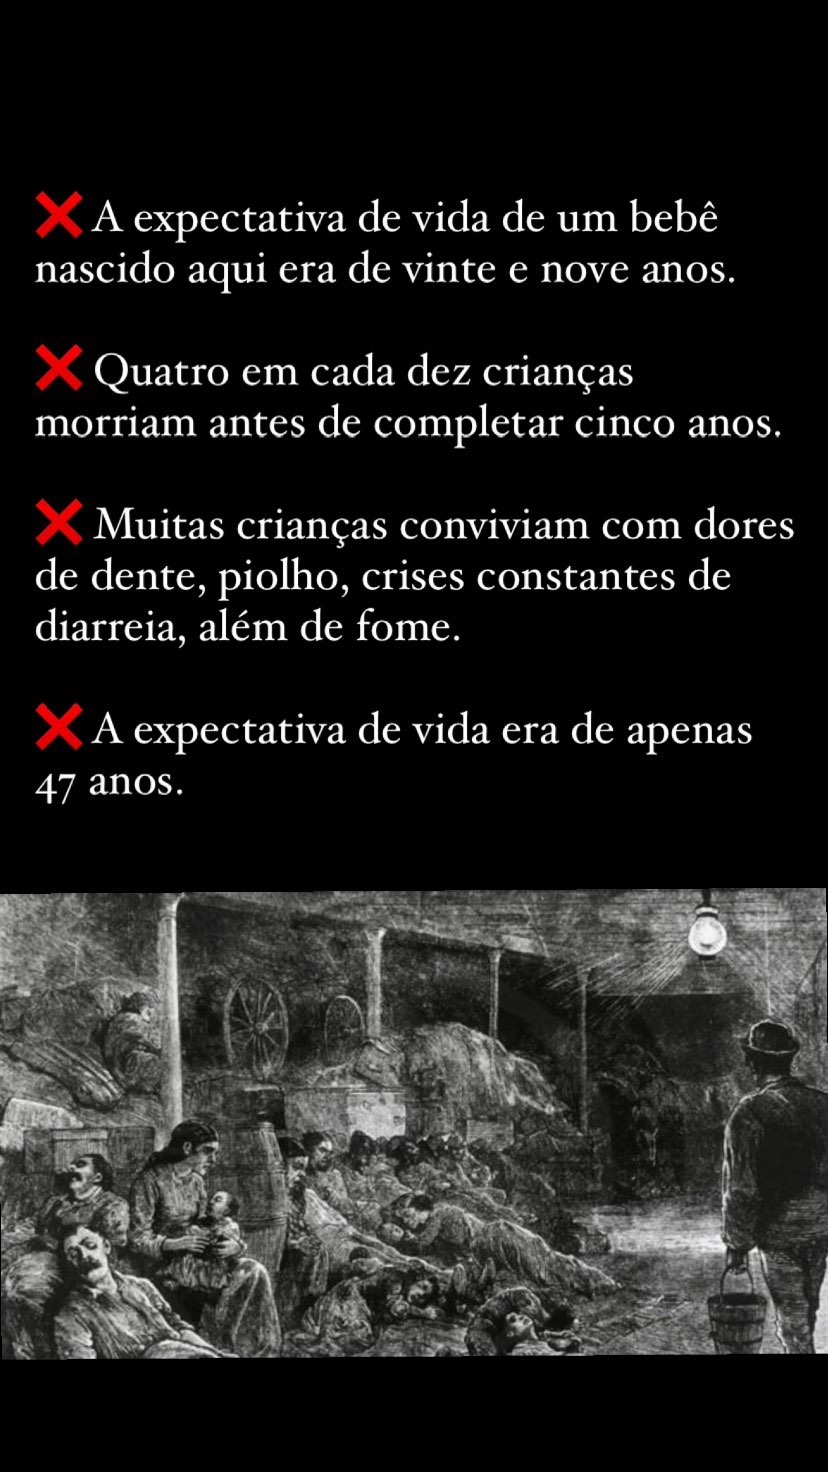 ❌ A expectativa de vida de um bebê
nascido aqui era de vinte e nove anos.
❌ Quatro em cada dez crianças
morriam antes de completar cinco anos.
❌ Muitas crianças conviviam com dores
de dente, piolho, crises constantes de
diarreia, além de fome.
❌ A expectativa de vida era de apenas
47 anos.